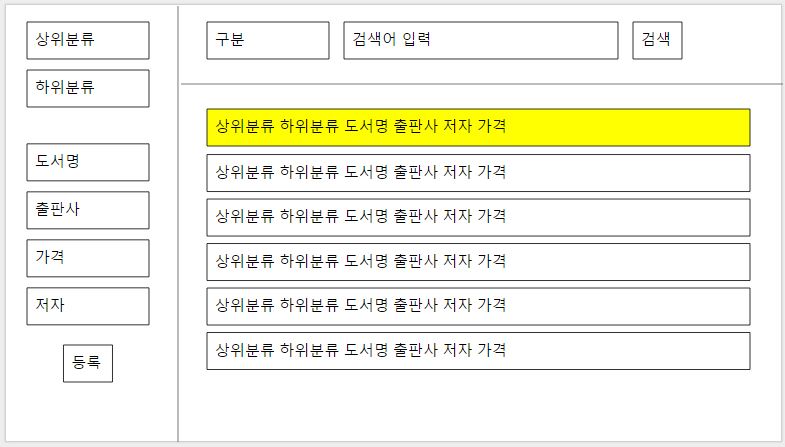 상위분류
하위분류
도서명
출판사
가격
저자
등록
구분 검색어 입력 검색
상위분류 하위분류 도서명 출판사 저자 가격
상위분류 하위분류 도서명 출판사 저자 가격
상위분류 하위분류 도서명 출판사 저자 가격
상위분류 하위분류 도서명 출판사 저자 가격
상위분류 하위분류 도서명 출판사 저자 가격
상위분류 하위분류 도서명 출판사 저자 가격